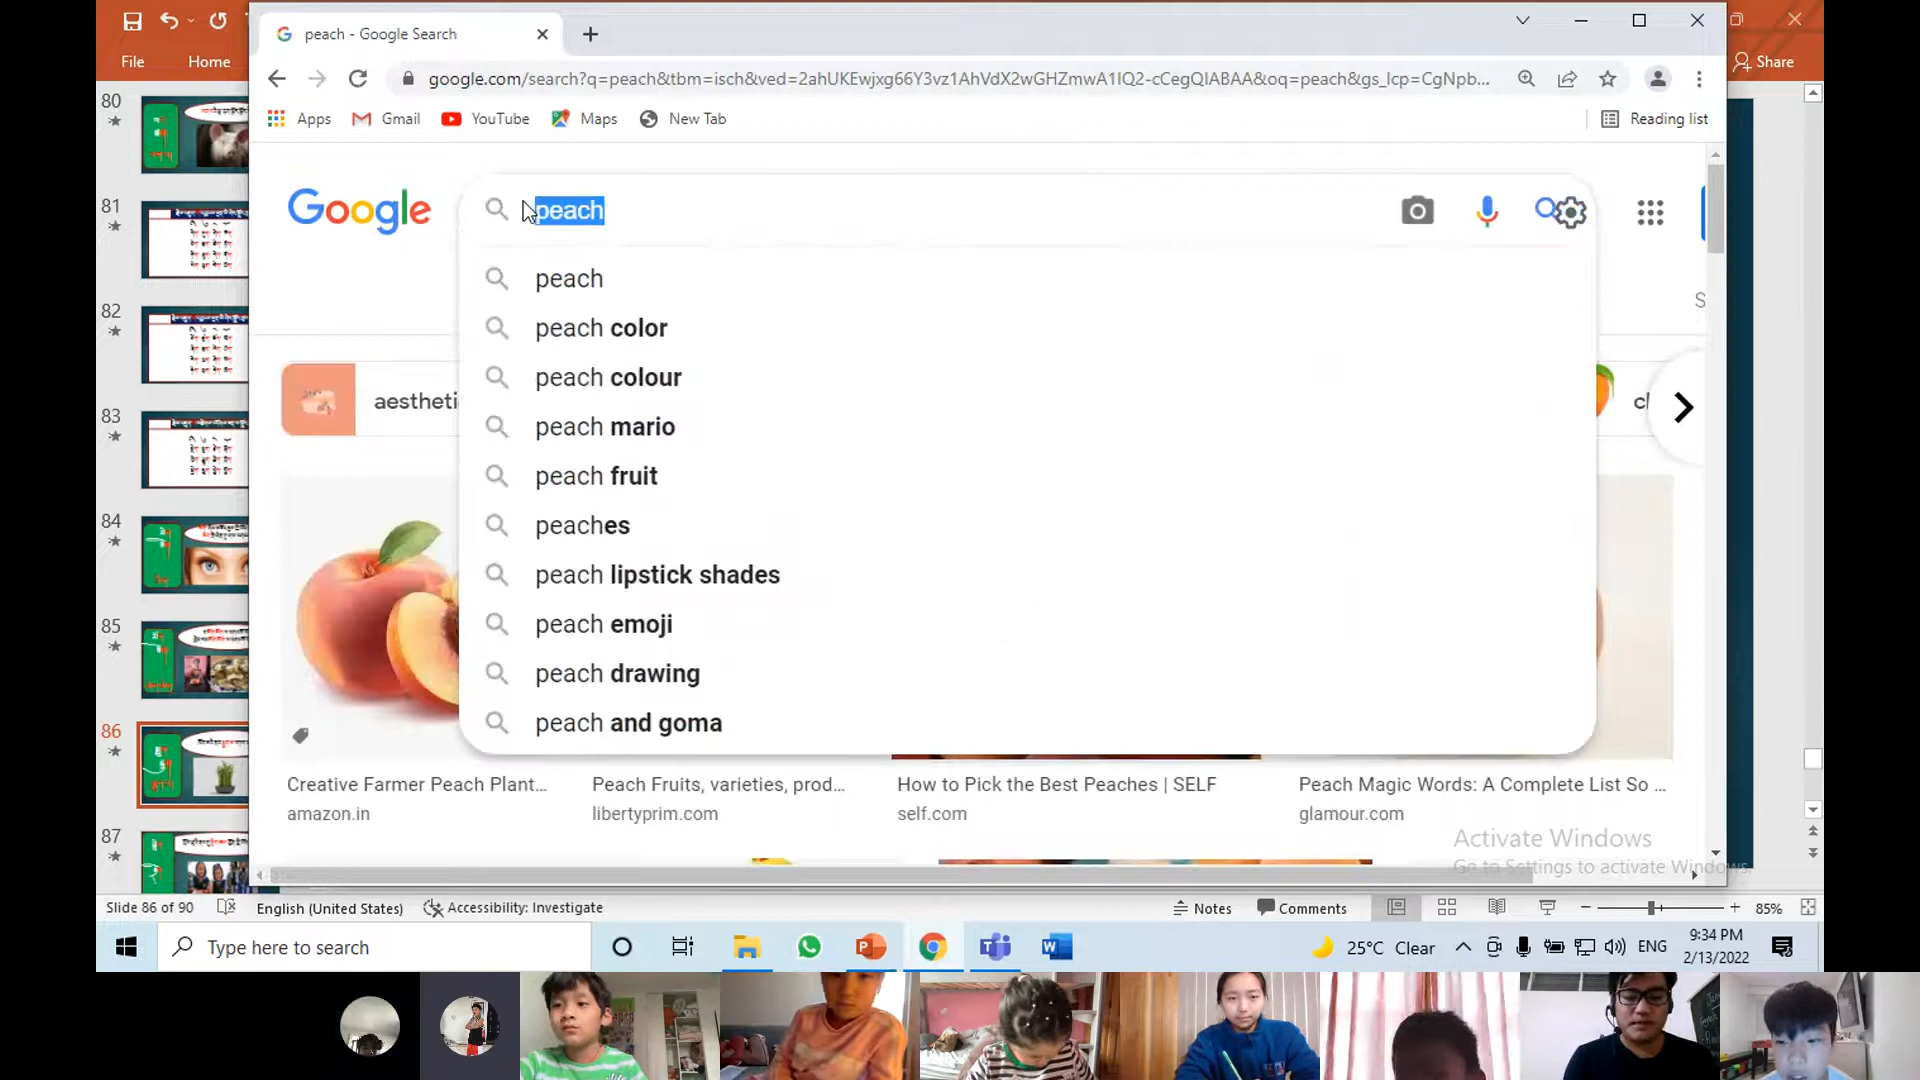 peach - Google Search
File
Home
Share
google.com/search?q=peach&tbm=isch&ved=2ahUKEwjxg66Y3vz1AhVdX2wGHZmwA1IQ2-cCegQIABAA&oq=peach&gs_lcp=CgNpb...
Apps
Gmail
YouTube
Maps
New Tab
Reading list
Google
peach
peach
peach color
peach colour
peach mario
peach fruit
peaches
peach lipstick shades
peach emoji
peach drawing
peach and goma
aestheti
80
81
82
83
84
85
86
87
Creative Farmer Peach Plant...
amazon.in
Peach Fruits, varieties, prod...
libertyprim.com
How to Pick the Best Peaches | SELF
self.com
Peach Magic Words: A Complete List So ...
glamour.com
Activate Windows
Go to Settings to activate Windows.
Slide 86 of 90
English (United States)
Accessibility: Investigate
Notes
Comments
85%
Type here to search
25°C Clear
ENG
9:34 PM
2/13/2022